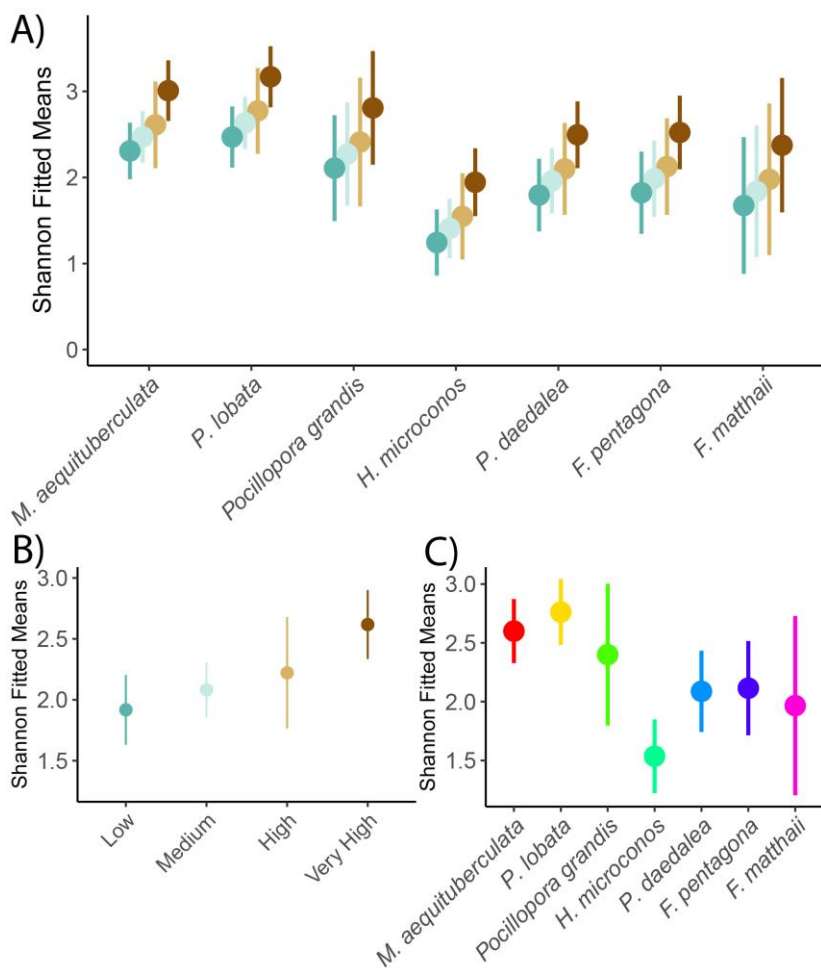 A)
Shannon Fitted Means
3
2
1
0
M. aequituberculata
P. lobata
Pocillopora grandis
H. microconos
P. daedalea
F. pentagona
F. matthaii
B)
Shannon Fitted Means
3.0
2.5
2.0
1.5
Low
Medium
High
Very High
C)
Shannon Fitted Means
3.0
2.5
2.0
1.5
M. aequituberculata
P. lobata
Pocillopora grandis
H. microconos
P. daedalea
F. pentagona
F. matthaii